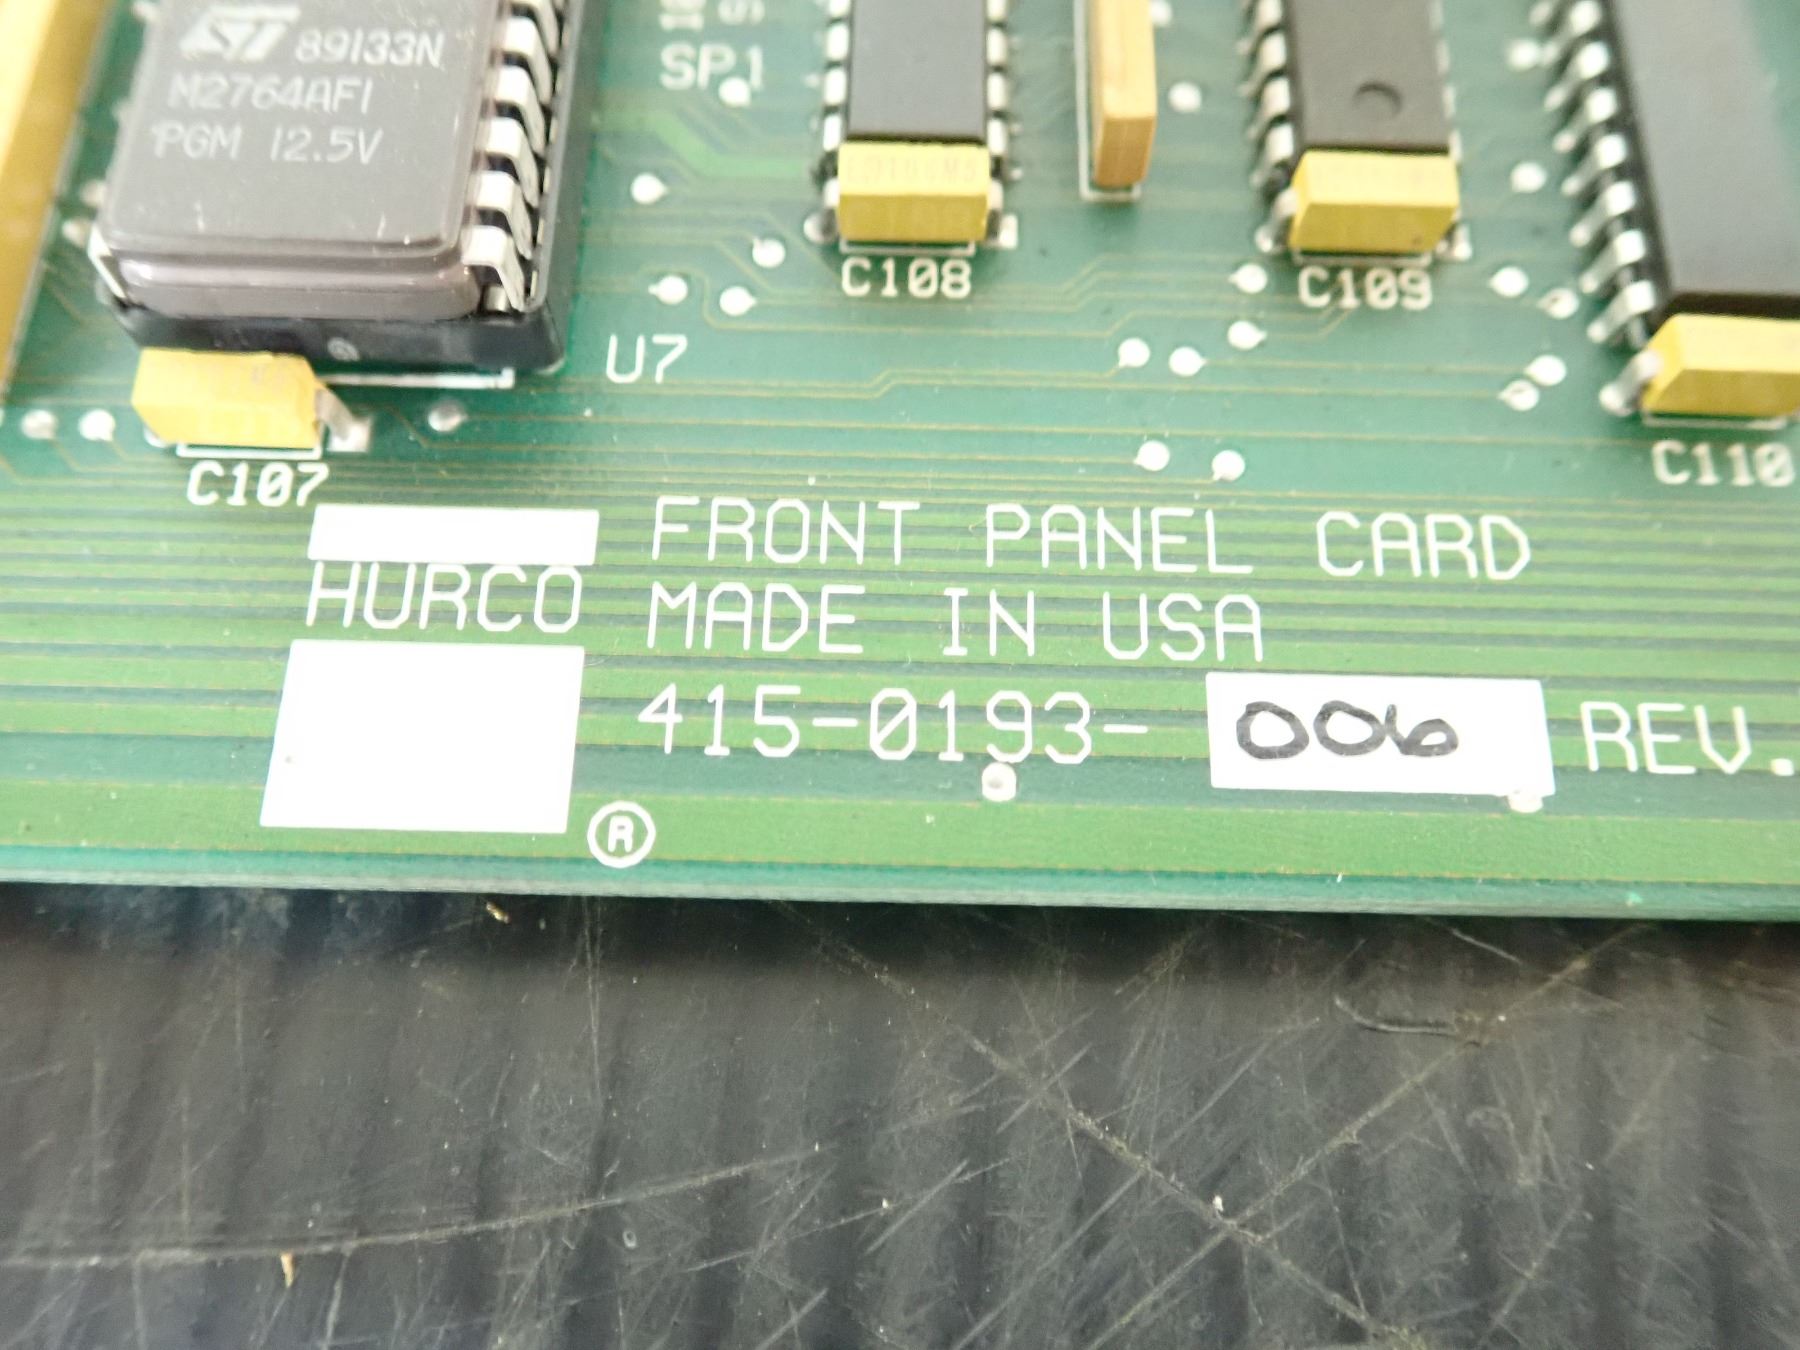 ST 89133N
M2764AFI
PGM 12.5V
SP1
C108
C109
U7
C107
C110
FRONT PANEL CARD
HURCO MADE IN USA
415-0193- 006 REV.
®